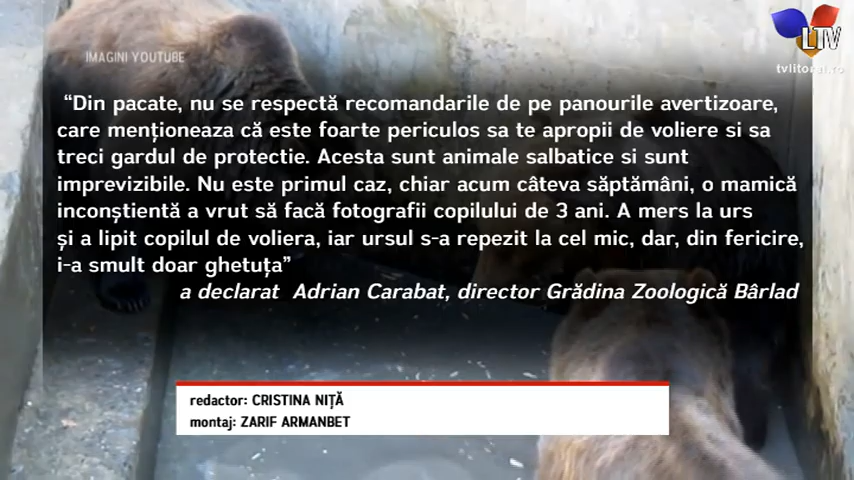 LTV
tvlitoral.ro
IMAGINI YOUTUBE
“Din pacate, nu se respectă recomandarile de pe panourile avertizoare,
care menționeaza că este foarte periculos sa te apropii de voliere si sa
treci gardul de protectie. Acesta sunt animale salbatice si sunt
imprevizibile. Nu este primul caz, chiar acum câteva săptămâni, o mamică
inconștientă a vrut să facă fotografii copilului de 3 ani. A mers la urs
și a lipit copilul de voliera, iar ursul s-a repezit la cel mic, dar, din fericire,
i-a smult doar ghetuța”
a declarat Adrian Carabat, director Grădina Zoologică Bârlad
redactor: CRISTINA NIȚĂ
montaj: ZARIF ARMANBET